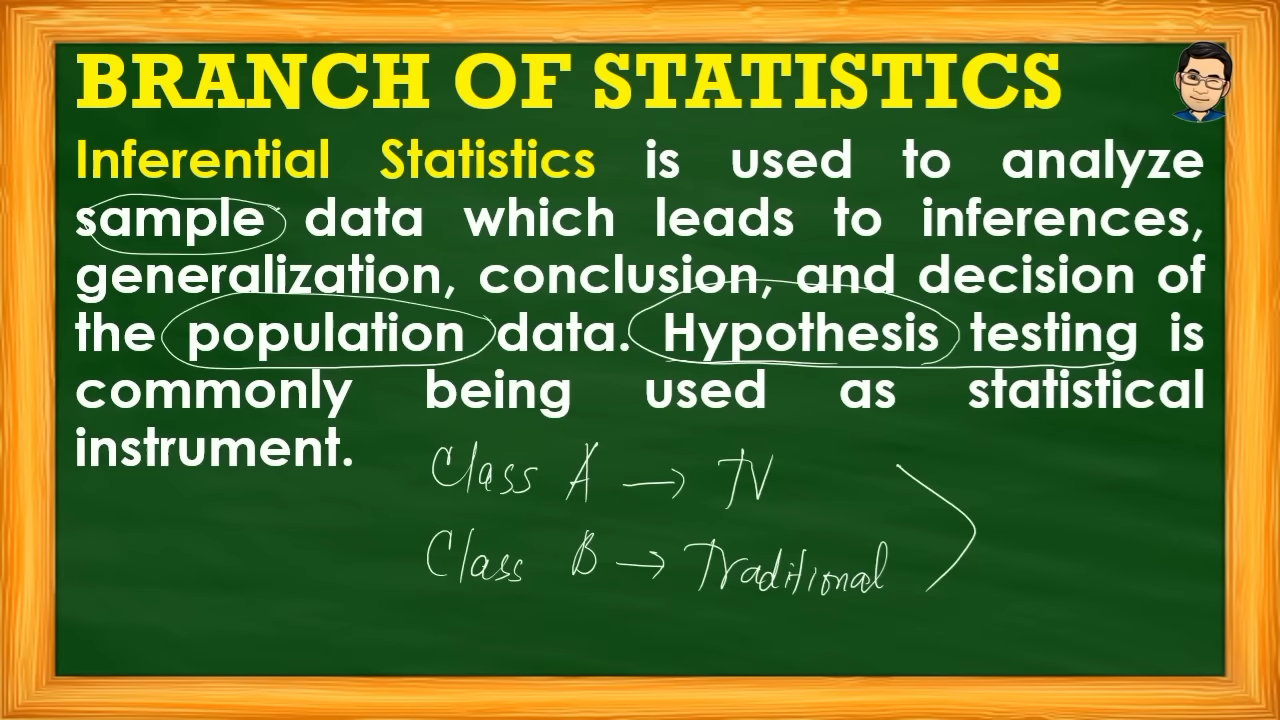 BRANCH OF STATISTICS
Inferential Statistics is used to analyze
sample data which leads to inferences,
generalization, conclusion, and decision of
the population data. Hypothesis testing is
commonly being used as statistical
instrument.
Class A → TV
Class B → Traditional